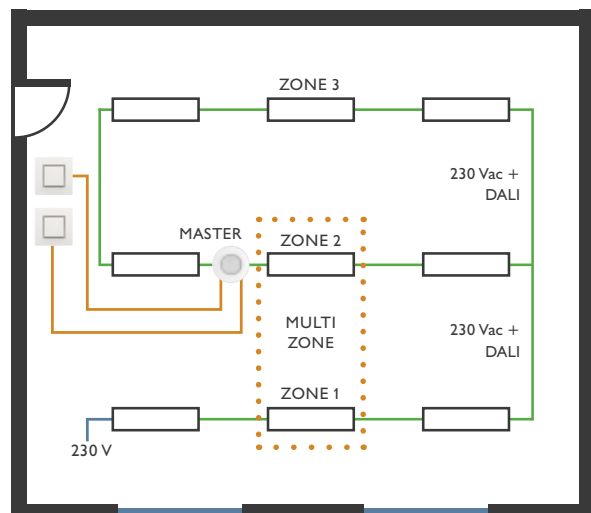 ZONE 3
230 Vac +
DALI
MASTER
ZONE 2
MULTI
ZONE
230 Vac +
DALI
ZONE 1
230 V